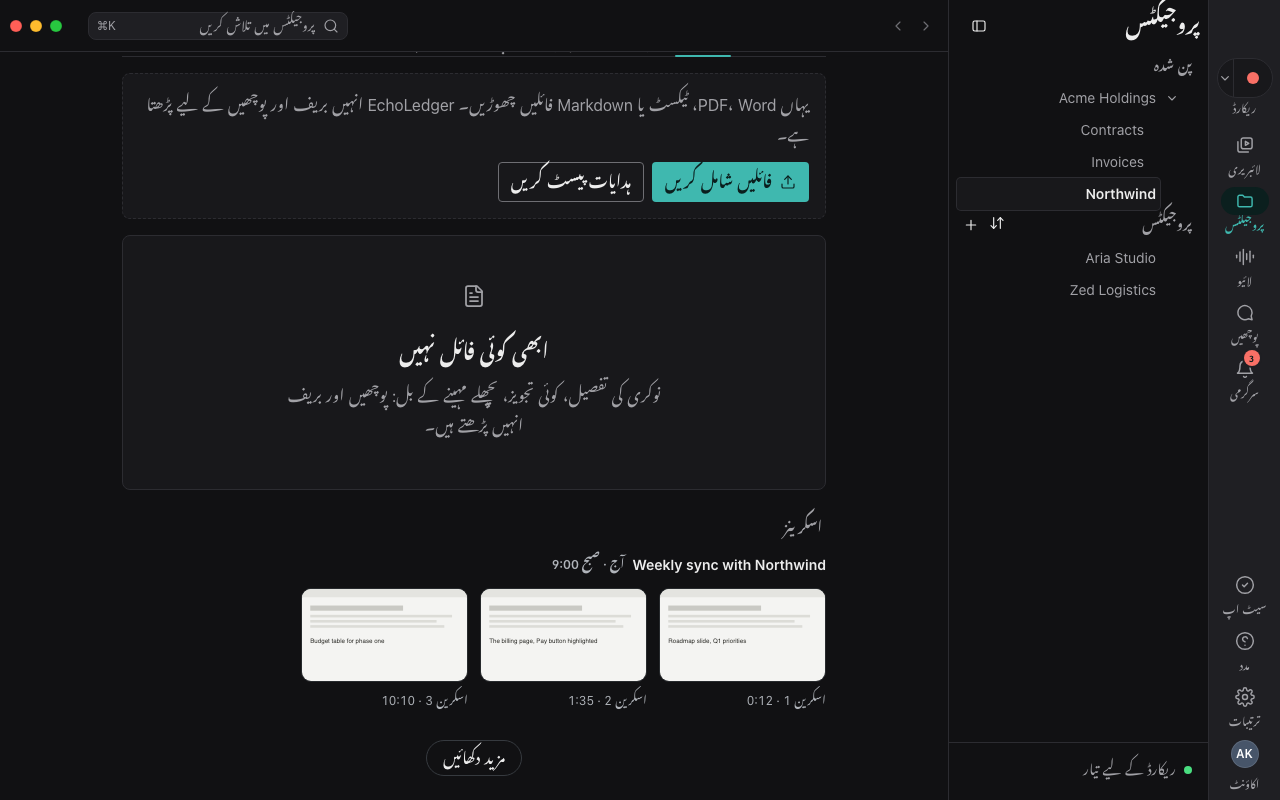 پروجیکٹس میں تلاش کریں
⌘K
پروجیکٹس
پن شدہ
Acme Holdings
Contracts
Invoices
Northwind
پروجیکٹس
Aria Studio
Zed Logistics
ریکارڈ کے لیے تیار
ریکارڈ
لائبریری
پروجیکٹس
لائیو
پوچھیں
3
سرگرمی
سیٹ اپ
مدد
ترتیبات
AK
اکاؤنٹ
یہاں PDF، Word، ٹیکسٹ یا Markdown فائلیں چھوڑیں۔ EchoLedger انہیں بریف اور پوچھیں کے لیے پڑھتا
ہے۔
فائلیں شامل کریں
ہدایات پیسٹ کریں
ابھی کوئی فائل نہیں
نوکری کی تفصیل، کوئی تجویز، پچھلے مہینے کے بل: پوچھیں اور بریف
انہیں پڑھتے ہیں۔
اسکرینز
Weekly sync with Northwind آج · صبح 9:00
Roadmap slide, Q1 priorities
The billing page, Pay button highlighted
Budget table for phase one
اسکرین 1 · 0:12
اسکرین 2 · 1:35
اسکرین 3 · 10:10
مزید دکھائیں